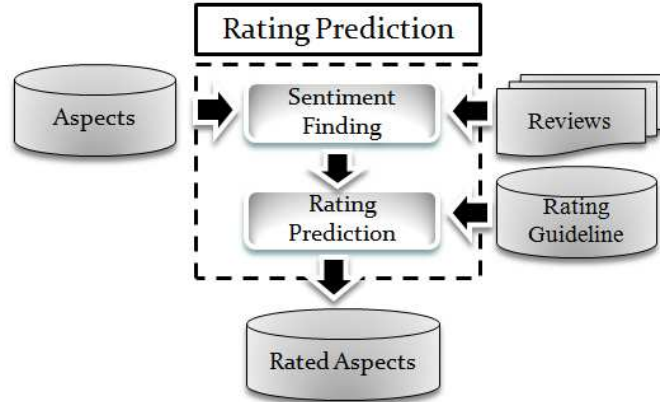 Rating Prediction
Aspects
Sentiment
Finding
Reviews
Rating
Prediction
Rating
Guideline
Rated Aspects